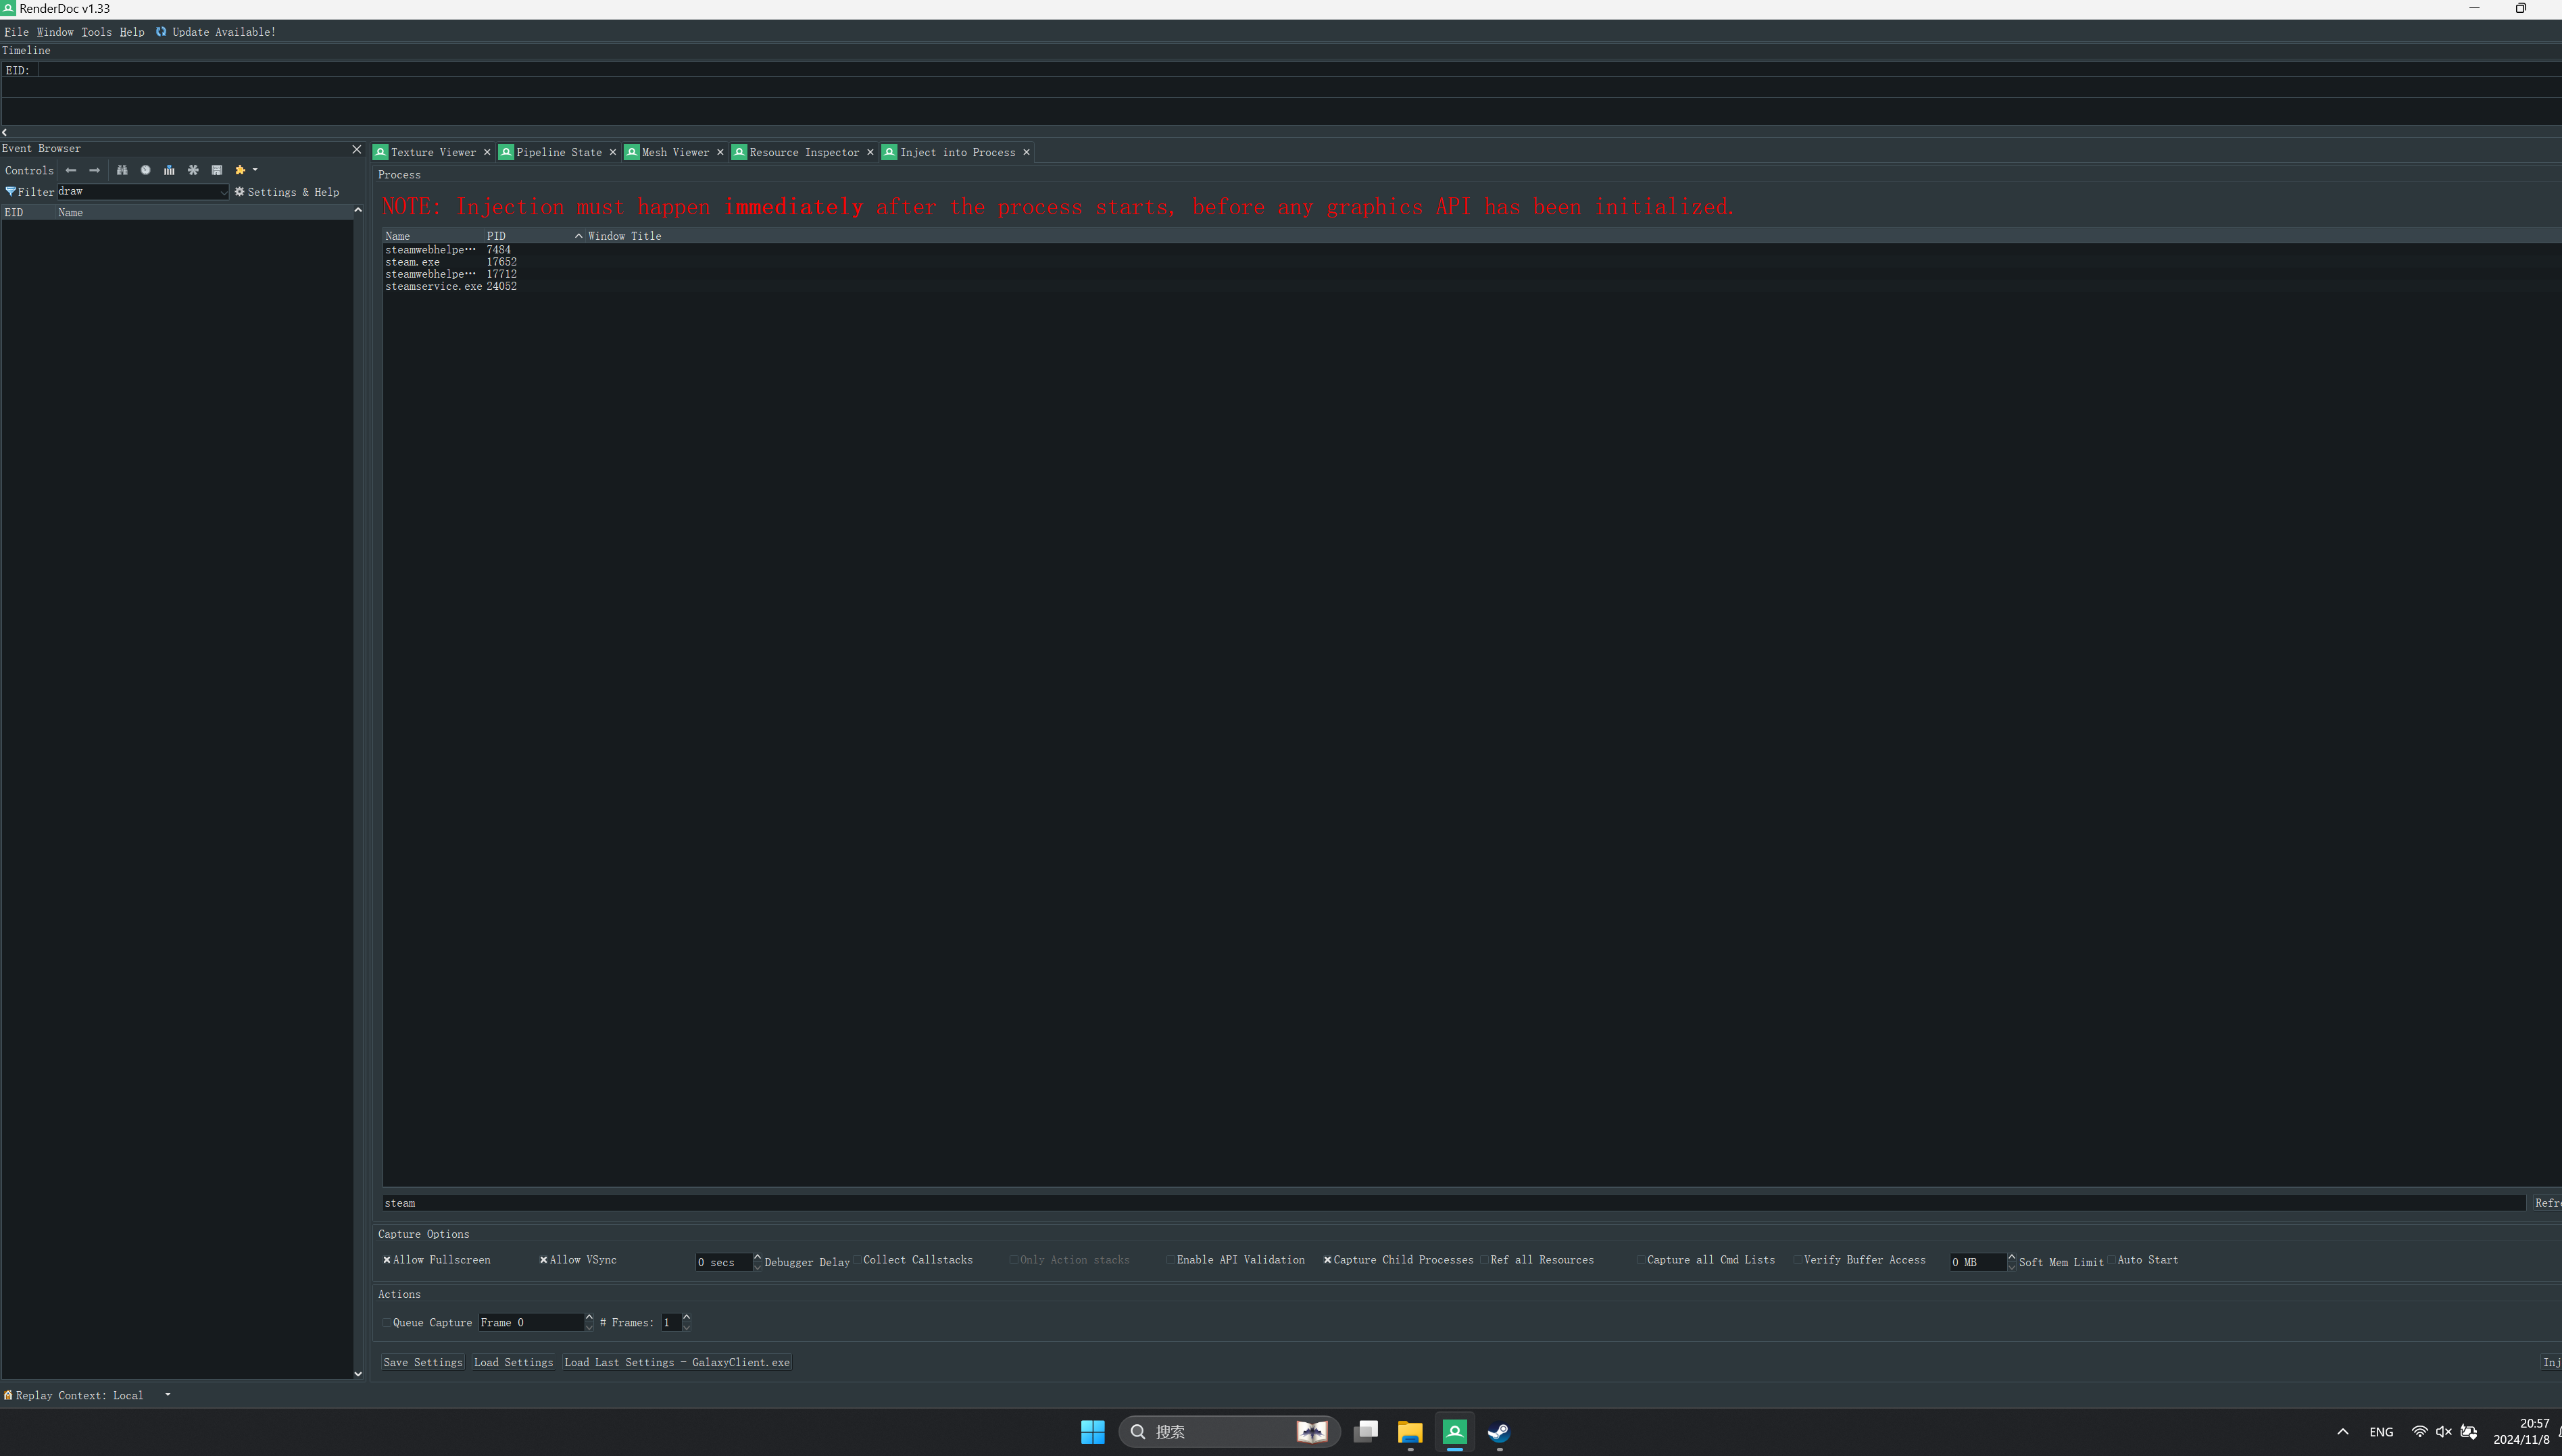 RenderDoc v1.33
File Window Tools Help Update Available!
Timeline
EID:
Event Browser
Controls
Filter draw Settings & Help
EID Name
Texture Viewer Pipeline State Mesh Viewer Resource Inspector Inject into Process
Process
NOTE: Injection must happen immediately after the process starts, before any graphics API has been initialized.
Name PID Window Title
steamwebhelpe… 7484
steam.exe 17652
steamwebhelpe… 17712
steamservice.exe 24052
steam Refre
Capture Options
Allow Fullscreen Allow VSync 0 secs Debugger Delay Collect Callstacks Only Action stacks Enable API Validation Capture Child Processes Ref all Resources Capture all Cmd Lists Verify Buffer Access 0 MB Soft Mem Limit Auto Start
Actions
Queue Capture Frame 0 # Frames: 1
Save Settings Load Settings Load Last Settings - GalaxyClient.exe Inj
Replay Context: Local
搜索
ENG
20:57
2024/11/8